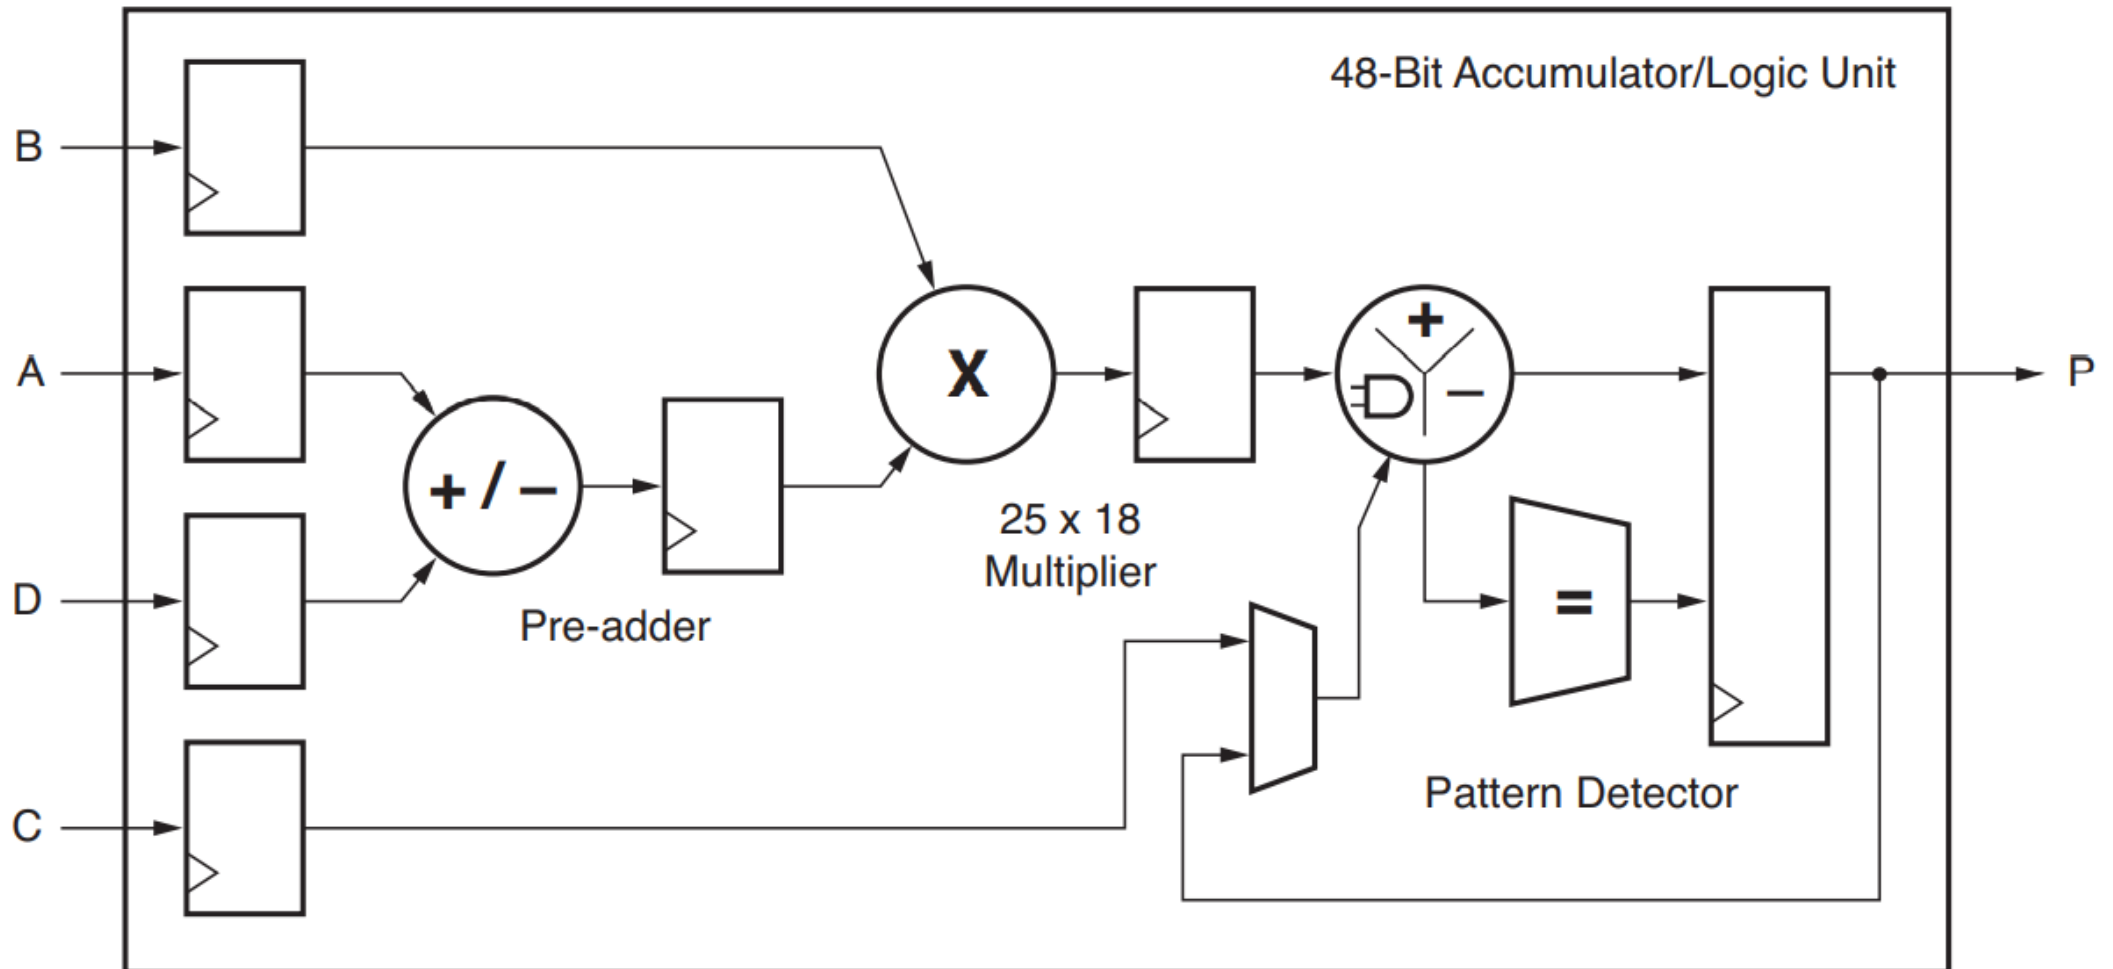 48-Bit Accumulator/Logic Unit
B
A
D
C
+ / −
Pre-adder
X
25 x 18
Multiplier
+
−
=
Pattern Detector
P